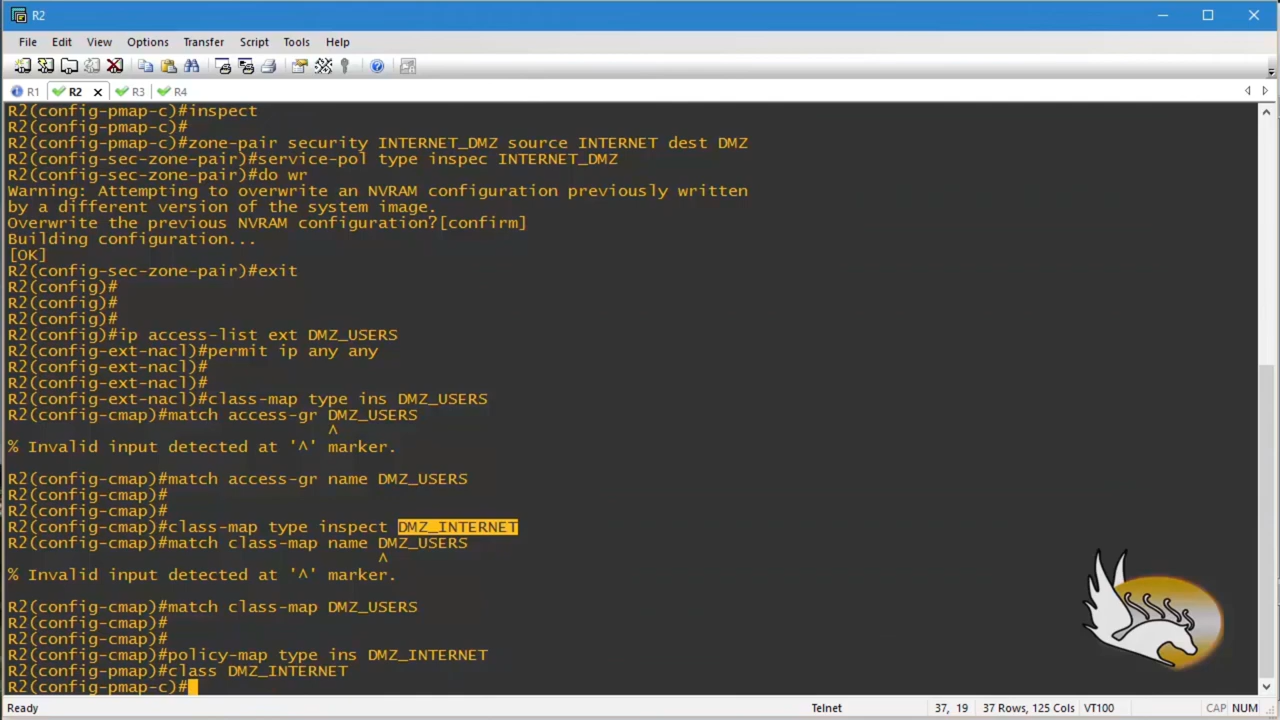 R2
File Edit View Options Transfer Script Tools Help
R1 R2 R3 R4
R2(config-pmap-c)#inspect
R2(config-pmap-c)#
R2(config-pmap-c)#zone-pair security INTERNET_DMZ source INTERNET dest DMZ
R2(config-sec-zone-pair)#service-pol type inspec INTERNET_DMZ
R2(config-sec-zone-pair)#do wr
Warning: Attempting to overwrite an NVRAM configuration previously written
by a different version of the system image.
Overwrite the previous NVRAM configuration?[confirm]
Building configuration...
[OK]
R2(config-sec-zone-pair)#exit
R2(config)#
R2(config)#
R2(config)#
R2(config)#ip access-list ext DMZ_USERS
R2(config-ext-nacl)#permit ip any any
R2(config-ext-nacl)#
R2(config-ext-nacl)#
R2(config-ext-nacl)#class-map type ins DMZ_USERS
R2(config-cmap)#match access-gr DMZ_USERS
^
% Invalid input detected at '^' marker.
R2(config-cmap)#match access-gr name DMZ_USERS
R2(config-cmap)#
R2(config-cmap)#
R2(config-cmap)#class-map type inspect DMZ_INTERNET
R2(config-cmap)#match class-map name DMZ_USERS
^
% Invalid input detected at '^' marker.
R2(config-cmap)#match class-map DMZ_USERS
R2(config-cmap)#
R2(config-cmap)#
R2(config-cmap)#policy-map type ins DMZ_INTERNET
R2(config-pmap)#class DMZ_INTERNET
R2(config-pmap-c)#
Ready Telnet 37, 19 37 Rows, 125 Cols VT100 CAP NUM